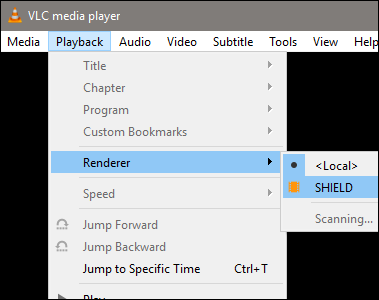 VLC media player
Media Playback Audio Video Subtitle Tools View Help
Title
Chapter
Program
Custom Bookmarks
Renderer
<Local>
SHIELD
Speed
Scanning...
Jump Forward
Jump Backward
Jump to Specific Time Ctrl+T
Play